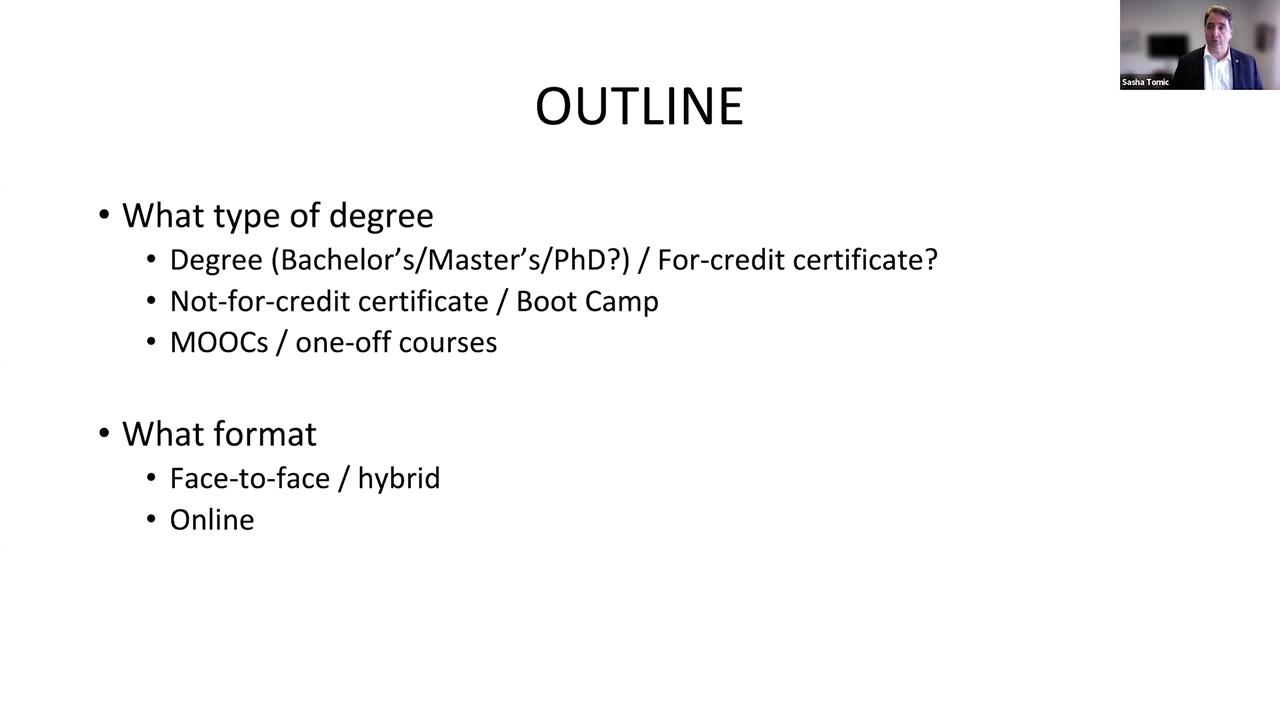 Sasha Tomic
OUTLINE
• What type of degree
• Degree (Bachelor’s/Master’s/PhD?) / For-credit certificate?
• Not-for-credit certificate / Boot Camp
• MOOCs / one-off courses
• What format
• Face-to-face / hybrid
• Online